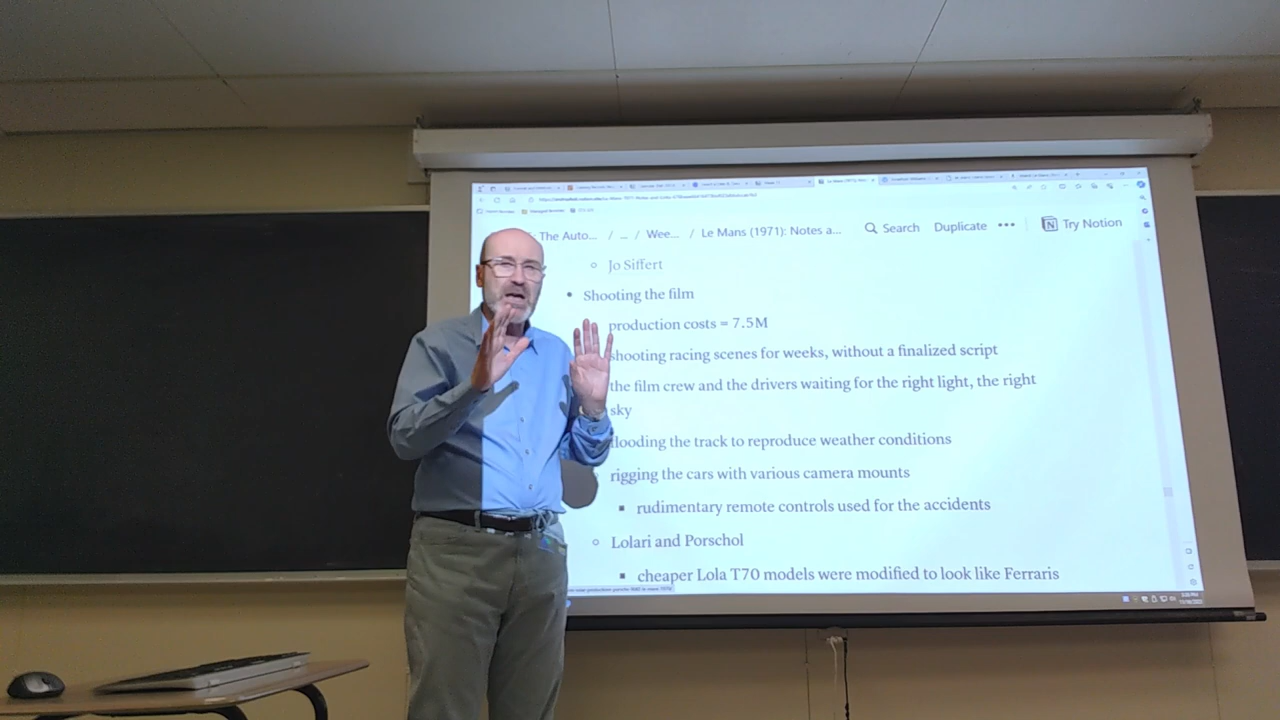 : The Auto... / ... / Wee... / Le Mans (1971): Notes a... Search Duplicate ••• Try Notion
Jo Siffert
Shooting the film
production costs = 7.5M
shooting racing scenes for weeks, without a finalized script
the film crew and the drivers waiting for the right light, the right
sky
flooding the track to reproduce weather conditions
rigging the cars with various camera mounts
rudimentary remote controls used for the accidents
Lolari and Porschol
cheaper Lola T70 models were modified to look like Ferraris